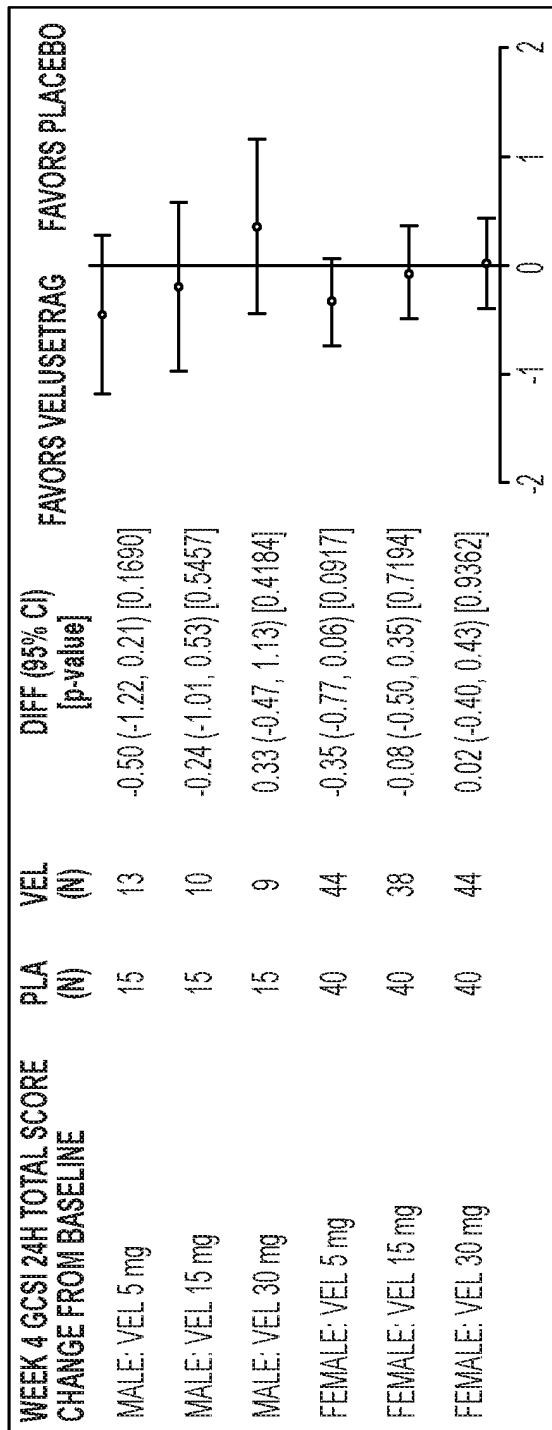 WEEK 4 GCSI 24H TOTAL SCORE PLA VEL DIFF (95% CI)
CHANGE FROM BASELINE (N) (N) [p-value] FAVORS VELUSETRAG FAVORS PLACEBO
MALE: VEL 5 mg 15 13 -0.50 (-1.22, 0.21) [0.1690]
MALE: VEL 15 mg 15 10 -0.24 (-1.01, 0.53) [0.5457]
MALE: VEL 30 mg 15 9 0.33 (-0.47, 1.13) [0.4184]
FEMALE: VEL 5 mg 40 44 -0.35 (-0.77, 0.06) [0.0917]
FEMALE: VEL 15 mg 40 38 -0.08 (-0.50, 0.35) [0.7194]
FEMALE: VEL 30 mg 40 44 0.02 (-0.40, 0.43) [0.9362]
-2 -1 0 1 2